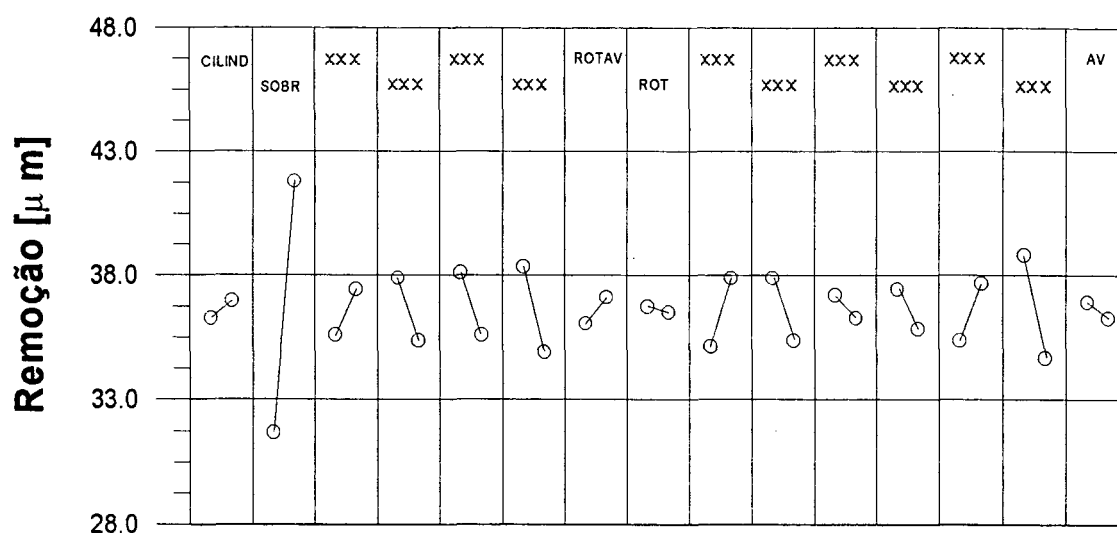 Remoção [μ m]
48.0
43.0
38.0
33.0
28.0
CILIND
SOBR
XXX
XXX
XXX
XXX
ROTAV
ROT
XXX
XXX
XXX
XXX
XXX
XXX
AV